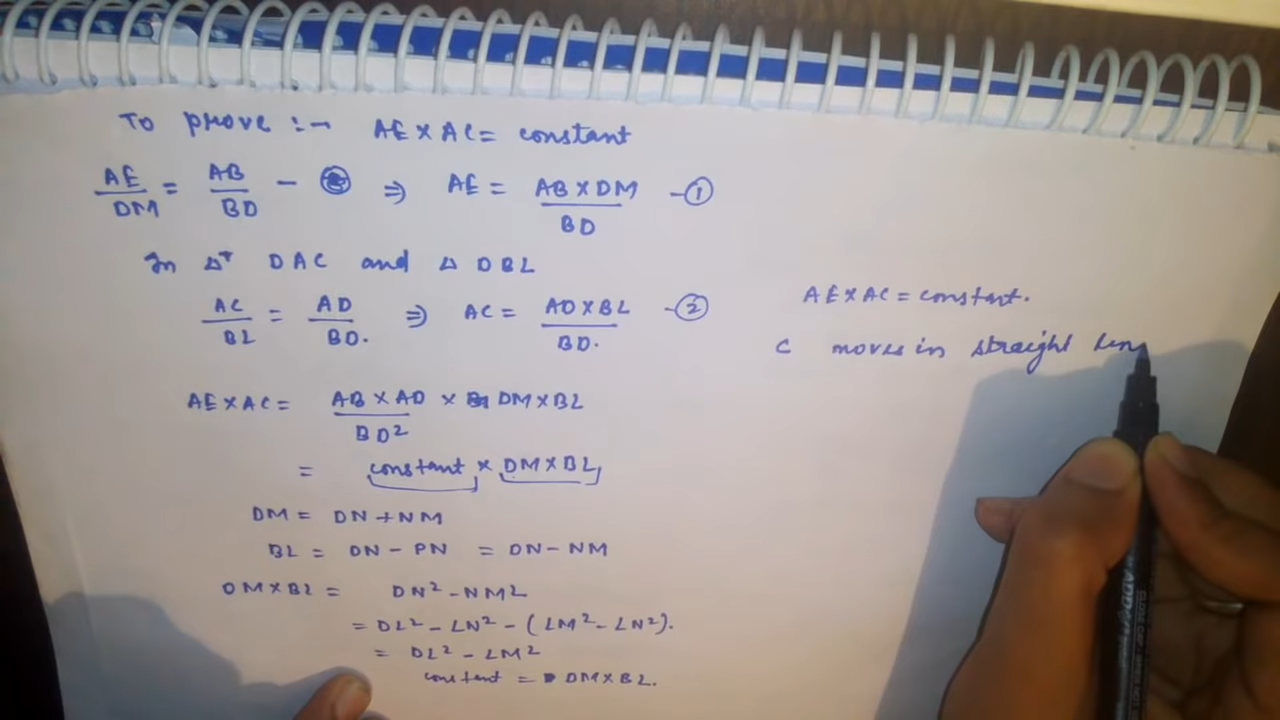 To prove :- AE X AC = constant
AE/DM = AB/BD - ⇒ AE = AB X DM/BD -①
In Δr DAC and Δ DBL
AC/BL = AD/BD. ⇒ AC = AD X BL/BD. -②
AE X AC = AB X AD/BD² X DM X BL
= constant x DM X BL
DM = DN + NM
BL = DN - PN = DN - NM
DM X BL = DN² - NM²
= DL² - LN² - (LM² - LN²).
= DL² - LM²
constant = DM X BL.
AE X AC = constant.
C moves in straight lin